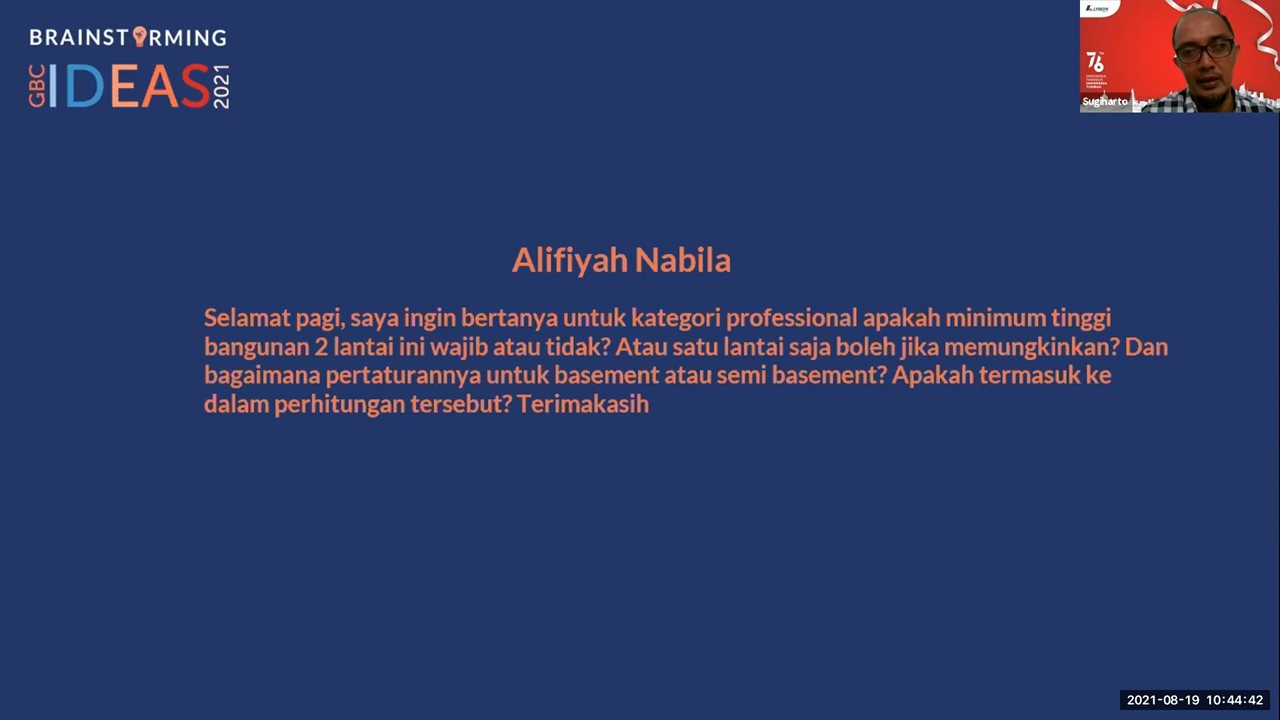 BRAINSTORMING
GBC IDEAS 2021
76
Sugiharto
Alifiyah Nabila
Selamat pagi, saya ingin bertanya untuk kategori professional apakah minimum tinggi
bangunan 2 lantai ini wajib atau tidak? Atau satu lantai saja boleh jika memungkinkan? Dan
bagaimana pertaturannya untuk basement atau semi basement? Apakah termasuk ke
dalam perhitungan tersebut? Terimakasih
2021-08-19 10:44:42